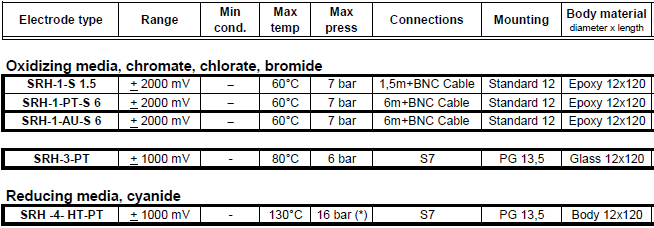 Electrode type Range Min cond. Max temp Max press Connections Mounting Body material diameter x length
Oxidizing media, chromate, chlorate, bromide
SRH-1-S 1.5 ± 2000 mV – 60°C 7 bar 1,5m+BNC Cable Standard 12 Epoxy 12x120
SRH-1-PT-S 6 ± 2000 mV – 60°C 7 bar 6m+BNC Cable Standard 12 Epoxy 12x120
SRH-1-AU-S 6 ± 2000 mV – 60°C 7 bar 6m+BNC Cable Standard 12 Epoxy 12x120
SRH-3-PT ± 1000 mV - 80°C 6 bar S7 PG 13,5 Glass 12x120
Reducing media, cyanide
SRH -4- HT-PT ± 1000 mV - 130°C 16 bar (*) S7 PG 13,5 Body 12x120